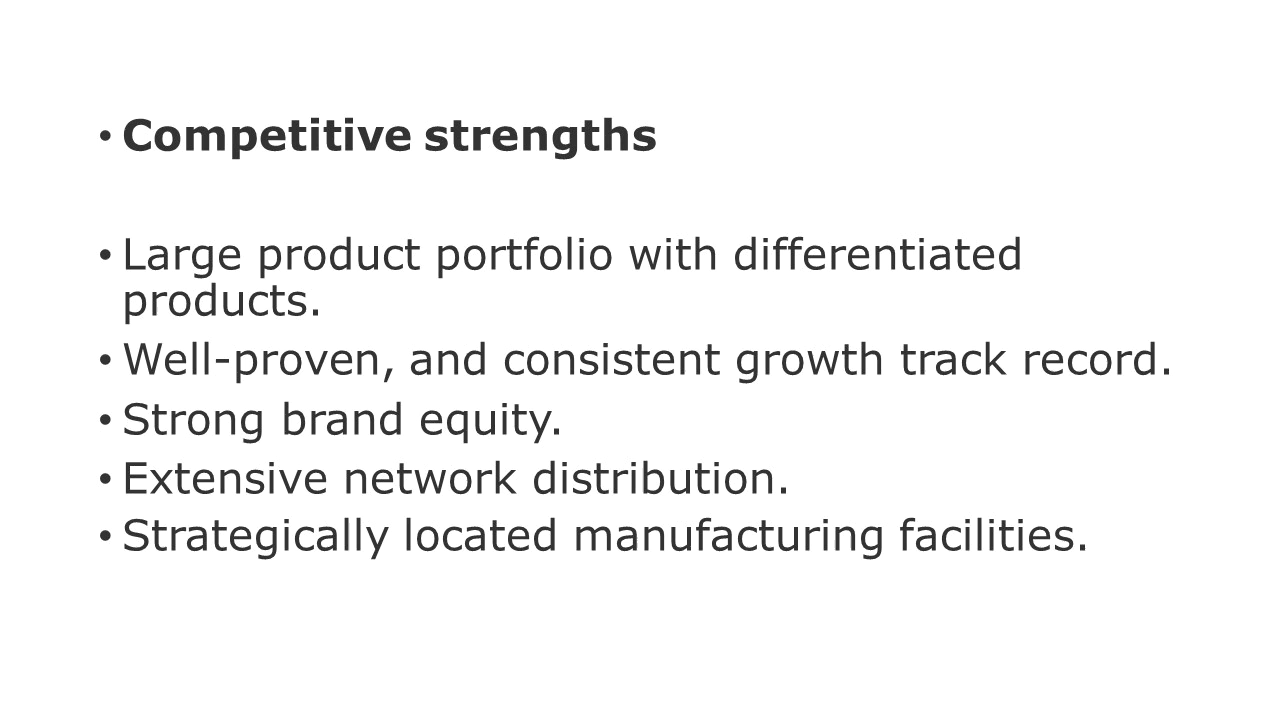 • Competitive strengths
• Large product portfolio with differentiated
products.
• Well-proven, and consistent growth track record.
• Strong brand equity.
• Extensive network distribution.
• Strategically located manufacturing facilities.